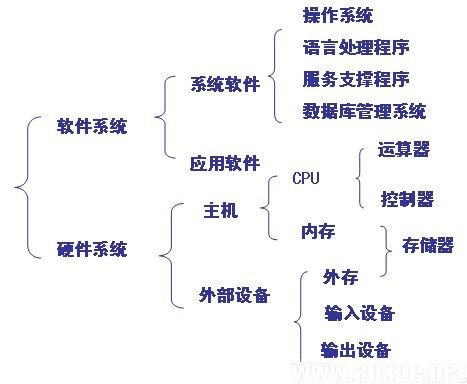 操作系统
语言处理程序
服务支撑程序
数据库管理系统
系统软件
软件系统
应用软件
运算器
CPU
控制器
主机
内存
存储器
硬件系统
外存
外部设备
输入设备
输出设备
www.aoxue.net